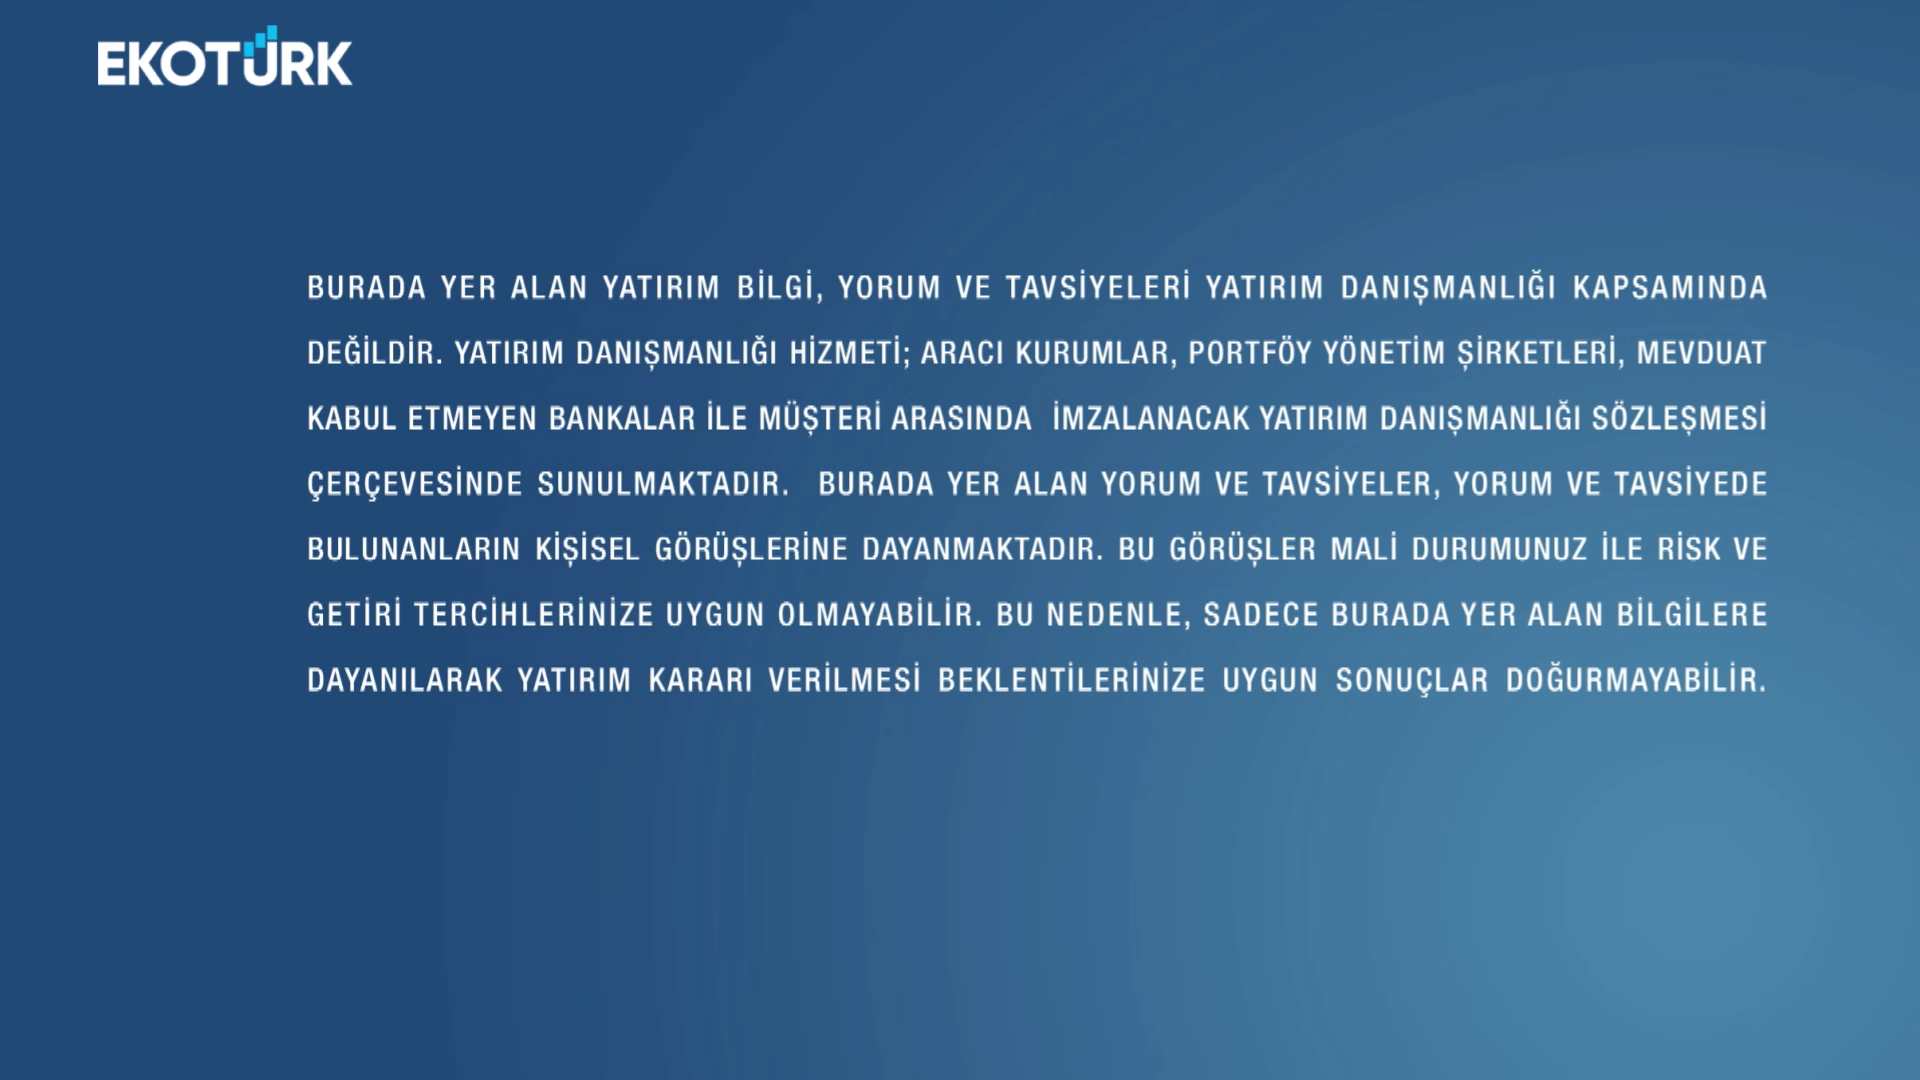 EKOTÜRK
BURADA YER ALAN YATIRIM BİLGİ, YORUM VE TAVSİYELERİ YATIRIM DANIŞMANLIĞI KAPSAMINDA
DEĞİLDİR. YATIRIM DANIŞMANLIĞI HİZMETİ; ARACI KURUMLAR, PORTFÖY YÖNETİM ŞİRKETLERİ, MEVDUAT
KABUL ETMEYEN BANKALAR İLE MÜŞTERİ ARASINDA İMZALANACAK YATIRIM DANIŞMANLIĞI SÖZLEŞMESİ
ÇERÇEVESİNDE SUNULMAKTADIR. BURADA YER ALAN YORUM VE TAVSİYELER, YORUM VE TAVSİYEDE
BULUNANLARIN KİŞİSEL GÖRÜŞLERİNE DAYANMAKTADIR. BU GÖRÜŞLER MALİ DURUMUNUZ İLE RİSK VE
GETİRİ TERCİHLERİNİZE UYGUN OLMAYABİLİR. BU NEDENLE, SADECE BURADA YER ALAN BİLGİLERE
DAYANILARAK YATIRIM KARARI VERİLMESİ BEKLENTİLERİNİZE UYGUN SONUÇLAR DOĞURMAYABİLİR.